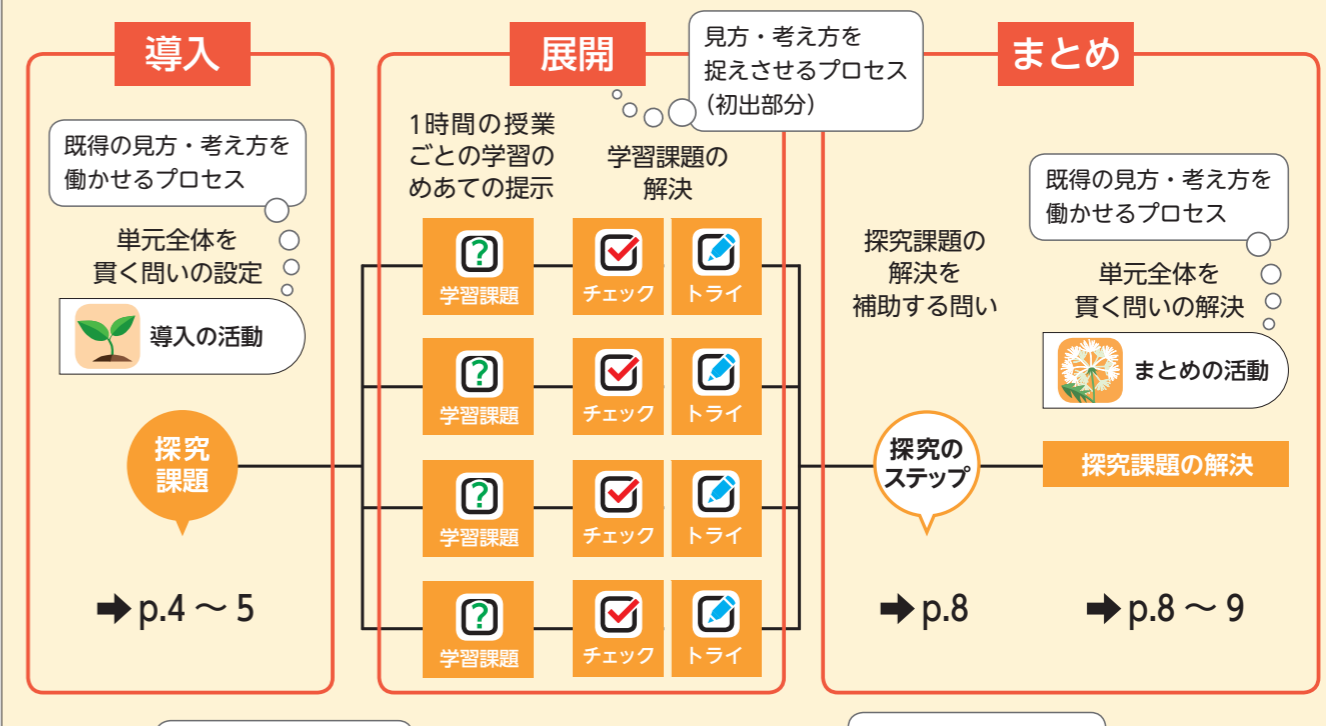 導入
既得の見方・考え方を
働かせるプロセス
単元全体を
貫く問いの設定
導入の活動
探究
課題
➡ p.4 ～ 5
展開
見方・考え方を
捉えさせるプロセス
(初出部分)
1時間の授業
ごとの学習の
めあての提示
学習課題の
解決
?
学習課題
チェック
トライ
?
学習課題
チェック
トライ
?
学習課題
チェック
トライ
?
学習課題
チェック
トライ
まとめ
探究課題の
解決を
補助する問い
探究の
ステップ
➡ p.8
既得の見方・考え方を
働かせるプロセス
単元全体を
貫く問いの解決
まとめの活動
探究課題の解決
➡ p.8 ～ 9